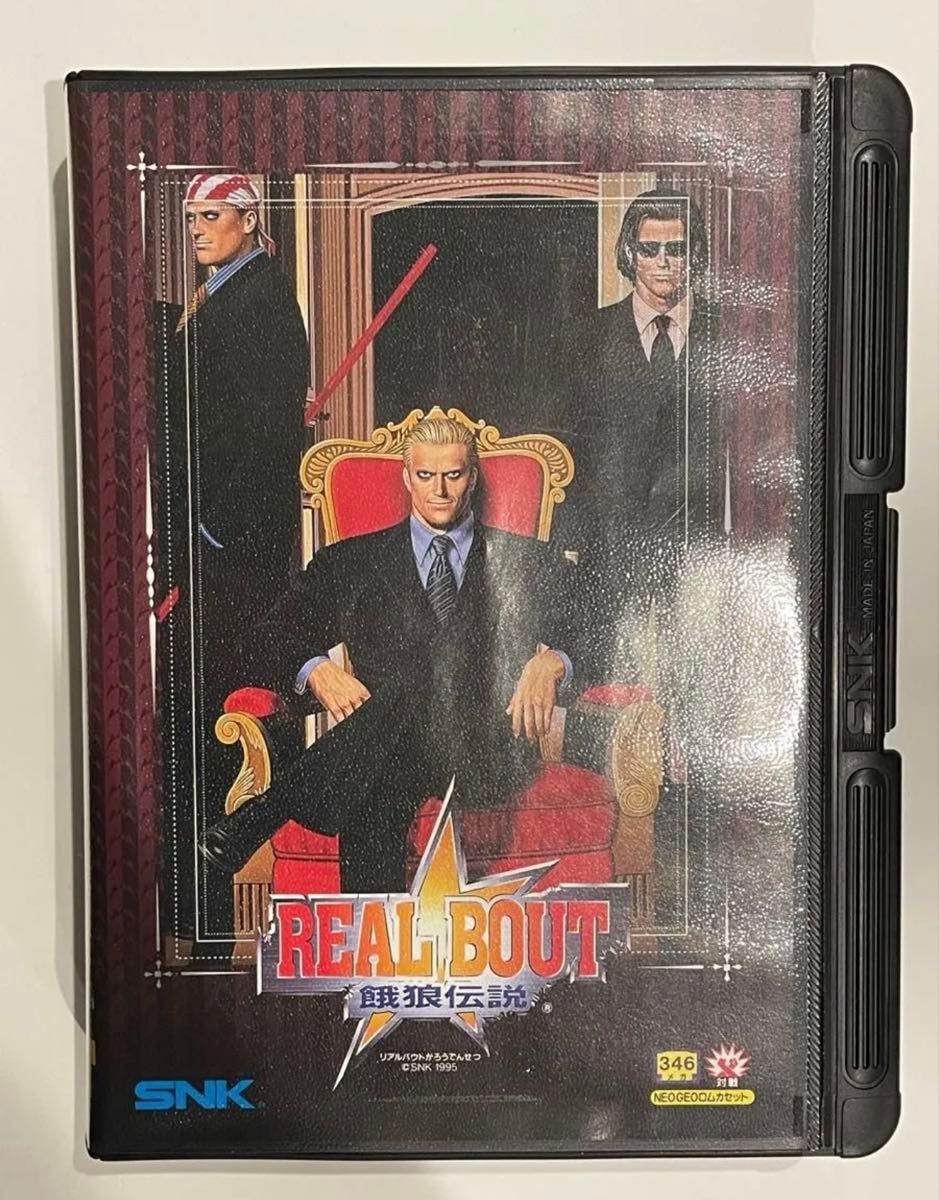 REAL BOUT
餓狼伝説®
リアルバウトがろうでんせつ
©SNK 1995
SNK
346
メガ
対戦
NEOGEOロムカセット
SNK MADE IN JAPAN